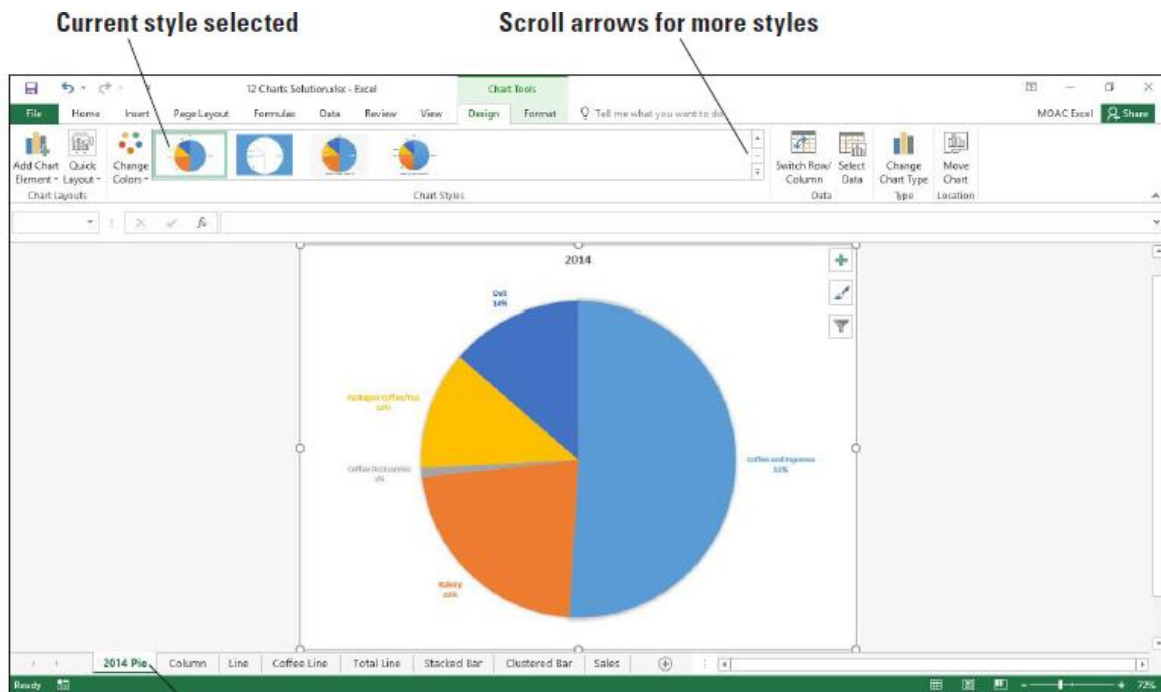 Current style selected
Scroll arrows for more styles
12 Charts Solution.xlsx - Excel
Chart Tools
File Home Insert Page Layout Formulas Data Review View Design Format Tell me what you want to do
MOAC Excel Share
Add Chart Element
Quick Layout
Change Colors
Switch Row/ Column
Select Data
Change Chart Type
Move Chart
Chart Layouts
Chart Styles
Data
Type
Location
fx
2014
Deli
14%
Packaged Coffee/Tea
Coffee Accessories
1%
Coffee and Espresso
Bakery
2014 Pie Column Line Coffee Line Total Line Stacked Bar Clustered Bar Sales
Ready
72%